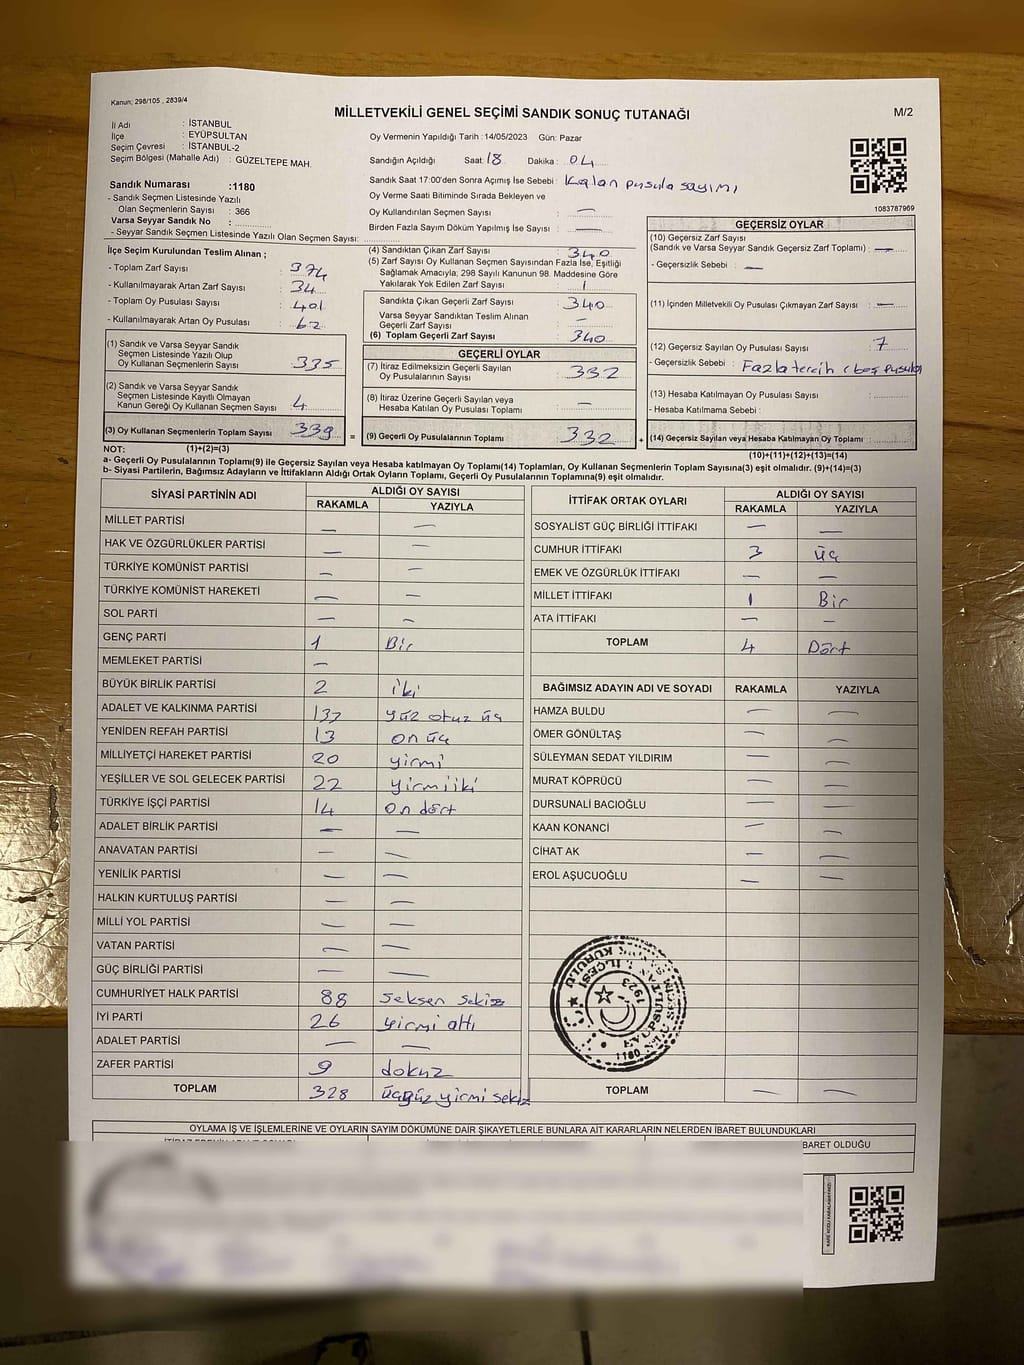 Kanun; 298/105 , 2839/4
MİLLETVEKİLİ GENEL SEÇİMİ SANDIK SONUÇ TUTANAĞI
M/2
İl Adı : İSTANBUL
İlçe : EYÜPSULTAN
Seçim Çevresi : İSTANBUL-2
Seçim Bölgesi (Mahalle Adı) : GÜZELTEPE MAH.
Oy Vermenin Yapıldığı Tarih :14/05/2023 Gün: Pazar
Sandığın Açıldığı Saat: 18 Dakika : 04
Sandık Saat 17:00'den Sonra Açımış İse Sebebi : Kalan pusula sayımı
Oy Verme Saati Bitiminde Sırada Bekleyen ve
Oy Kullandırılan Seçmen Sayısı : —
Birden Fazla Sayım Döküm Yapılmış İse Sayısı : —
1083787969
Sandık Numarası :1180
- Sandık Seçmen Listesinde Yazılı
Olan Seçmenlerin Sayısı : 366
Varsa Seyyar Sandık No :
- Seyyar Sandık Seçmen Listesinde Yazılı Olan Seçmen Sayısı:
İlçe Seçim Kurulundan Teslim Alınan ;
- Toplam Zarf Sayısı : 374
- Kullanılmayarak Artan Zarf Sayısı : 34
- Toplam Oy Pusulası Sayısı : 401
- Kullanılmayarak Artan Oy Pusulası : 62
(1) Sandık ve Varsa Seyyar Sandık
Seçmen Listesinde Yazılı Olup
Oy Kullanan Seçmenlerin Sayısı : 335
(2) Sandık ve Varsa Seyyar Sandık
Seçmen Listesinde Kayıtlı Olmayan
Kanun Gereği Oy Kullanan Seçmen Sayısı : 4
(3) Oy Kullanan Seçmenlerin Toplam Sayısı : 339 =
(4) Sandıktan Çıkan Zarf Sayısı : 340
(5) Zarf Sayısı Oy Kullanan Seçmen Sayısından Fazla İse, Eşitliği
Sağlamak Amacıyla; 298 Sayılı Kanunun 98. Maddesine Göre
Yakılarak Yok Edilen Zarf Sayısı : 1
Sandıkta Çıkan Geçerli Zarf Sayısı : 340
Varsa Seyyar Sandıktan Teslim Alınan
Geçerli Zarf Sayısı : —
(6) Toplam Geçerli Zarf Sayısı : 340
GEÇERLİ OYLAR
(7) İtiraz Edilmeksizin Geçerli Sayılan
Oy Pusulalarının Sayısı : 332
(8) İtiraz Üzerine Geçerli Sayılan veya
Hesaba Katılan Oy Pusulası Toplamı : —
(9) Geçerli Oy Pusulalarının Toplamı : 332 +
GEÇERSİZ OYLAR
(10) Geçersiz Zarf Sayısı
(Sandık ve Varsa Seyyar Sandık Geçersiz Zarf Toplamı) : —
- Geçersizlik Sebebi : —
(11) İçinden Milletvekili Oy Pusulası Çıkmayan Zarf Sayısı : —
(12) Geçersiz Sayılan Oy Pusulası Sayısı : 7
- Geçersizlik Sebebi : Fazla tercih boş pusula
(13) Hesaba Katılmayan Oy Pusulası Sayısı :
- Hesaba Katılmama Sebebi :
(14) Geçersiz Sayılan veya Hesaba Katılmayan Oy Toplamı :
NOT: (1)+(2)=(3)
(10)+(11)+(12)+(13)=(14)
a- Geçerli Oy Pusulalarının Toplamı(9) ile Geçersiz Sayılan veya Hesaba katılmayan Oy Toplamı(14) Toplamları, Oy Kullanan Seçmenlerin Toplam Sayısına(3) eşit olmalıdır. (9)+(14)=(3)
b- Siyasi Partilerin, Bağımsız Adayların ve İttifakların Aldığı Oyların Toplamı, Geçerli Oy Pusulalarının Toplamına(9) eşit olmalıdır.
SİYASİ PARTİNİN ADI
ALDIĞI OY SAYISI
RAKAMLA YAZIYLA
MİLLET PARTİSİ — —
HAK VE ÖZGÜRLÜKLER PARTİSİ — —
TÜRKİYE KOMÜNİST PARTİSİ — —
TÜRKİYE KOMÜNİST HAREKETİ — —
SOL PARTİ — —
GENÇ PARTİ 1 Bir
MEMLEKET PARTİSİ —
BÜYÜK BİRLİK PARTİSİ 2 iki
ADALET VE KALKINMA PARTİSİ yüz otuz üç
YENİDEN REFAH PARTİSİ 13 on üç
MİLLİYETÇİ HAREKET PARTİSİ 20 yirmi
YEŞİLLER VE SOL GELECEK PARTİSİ 22 yirmiiki
TÜRKİYE İŞÇİ PARTİSİ 14 on dört
ADALET BİRLİK PARTİSİ — —
ANAVATAN PARTİSİ — —
YENİLİK PARTİSİ — —
HALKIN KURTULUŞ PARTİSİ — —
MİLLİ YOL PARTİSİ — —
VATAN PARTİSİ — —
GÜÇ BİRLİĞİ PARTİSİ — —
CUMHURİYET HALK PARTİSİ 88 seksen sekiz
İYİ PARTİ 26 yirmi altı
ADALET PARTİSİ — —
ZAFER PARTİSİ 9 dokuz
TOPLAM 328 üçyüz yirmi sekiz
İTTİFAK ORTAK OYLARI
ALDIĞI OY SAYISI
RAKAMLA YAZIYLA
SOSYALİST GÜÇ BİRLİĞİ İTTİFAKI — —
CUMHUR İTTİFAKI 3 üç
EMEK VE ÖZGÜRLÜK İTTİFAKI — —
MİLLET İTTİFAKI 1 Bir
ATA İTTİFAKI — —
TOPLAM 4 Dört
BAĞIMSIZ ADAYIN ADI VE SOYADI RAKAMLA YAZIYLA
HAMZA BULDU — —
ÖMER GÖNÜLTAŞ — —
SÜLEYMAN SEDAT YILDIRIM — —
MURAT KÖPRÜCÜ — —
DURSUNALİ BACIOĞLU — —
KAAN KONANCİ — —
CİHAT AK — —
EROL AŞUCUOĞLU — —
1923
EYÜPSULTAN İLÇESİ
1180 NOLU SANDIK KURULU
TOPLAM — —
OYLAMA İŞ VE İŞLEMLERİNE VE OYLARIN SAYIM DÖKÜMÜNE DAİR ŞİKAYETLERLE BUNLARA AİT KARARLARIN NELERDEN İBARET BULUNDUKLARI
BARET OLDUĞU